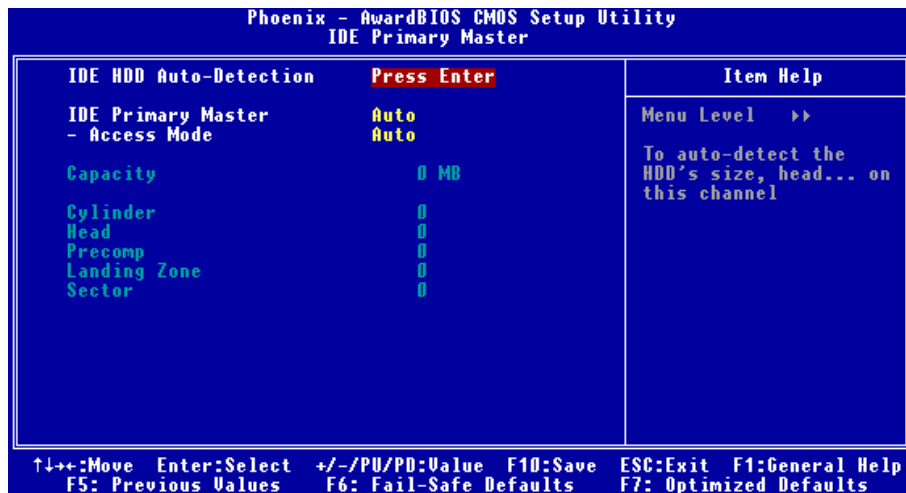 Phoenix - AwardBIOS CMOS Setup Utility
IDE Primary Master
IDE HDD Auto-Detection Press Enter
IDE Primary Master Auto
- Access Mode Auto
Capacity 0 MB
Cylinder 0
Head 0
Precomp 0
Landing Zone 0
Sector 0
Item Help
Menu Level ▸▸
To auto-detect the
HDD's size, head... on
this channel
↑↓→←:Move Enter:Select +/-/PU/PD:Value F10:Save ESC:Exit F1:General Help
F5: Previous Values F6: Fail-Safe Defaults F7: Optimized Defaults